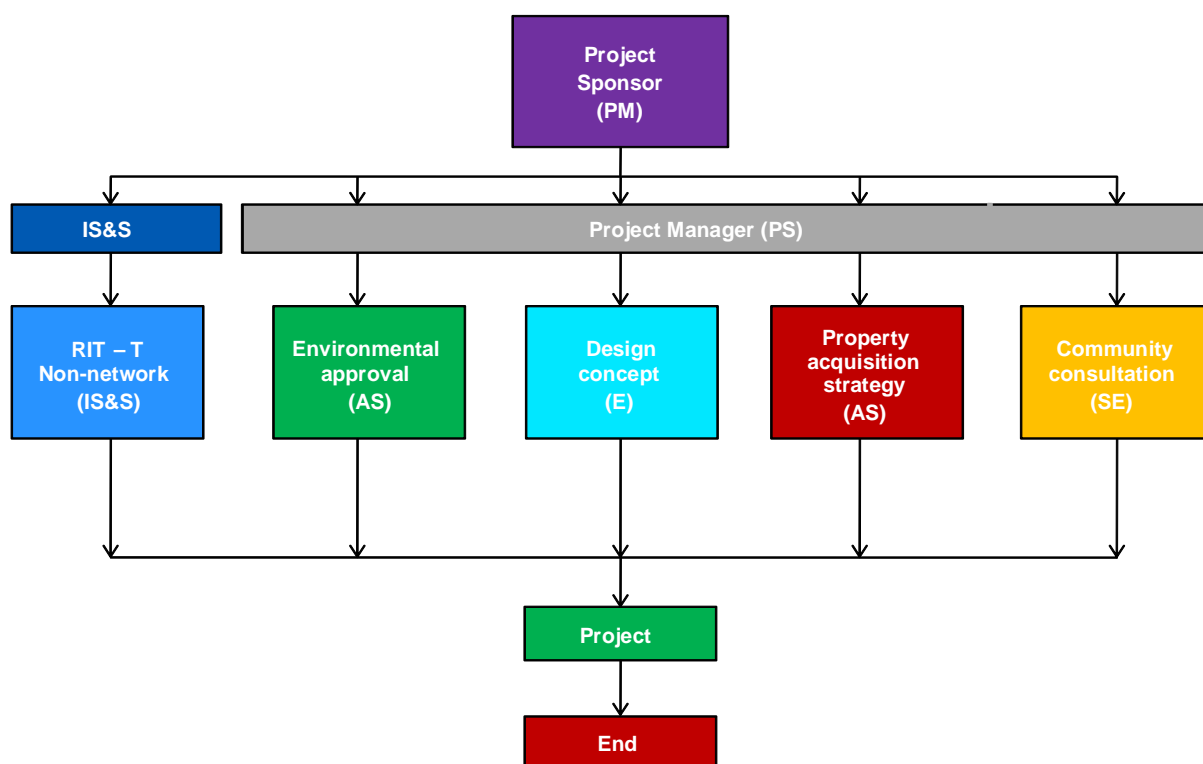 Project
Sponsor
(PM)
IS&S
Project Manager (PS)
RIT – T
Non-network
(IS&S)
Environmental
approval
(AS)
Design
concept
(E)
Property
acquisition
strategy
(AS)
Community
consultation
(SE)
Project
End